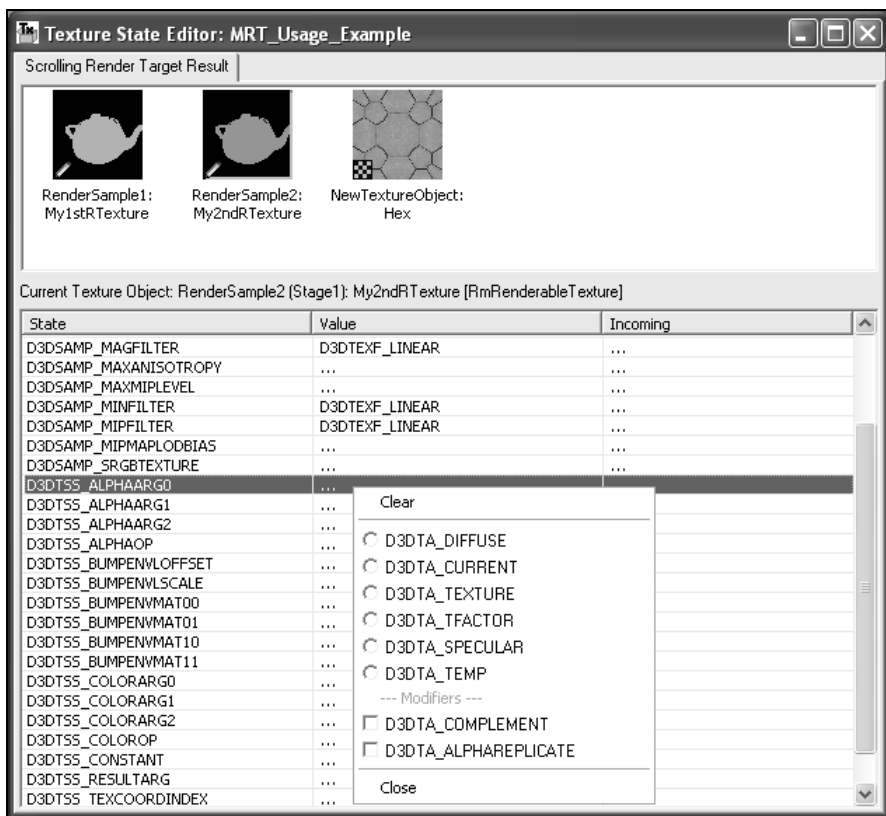 Tx
Texture State Editor: MRT_Usage_Example
Scrolling Render Target Result
RenderSample1:
My1stRTexture
RenderSample2:
My2ndRTexture
NewTextureObject:
Hex
Current Texture Object: RenderSample2 (Stage1): My2ndRTexture [RmRenderableTexture]
State Value Incoming
D3DSAMP_MAGFILTER D3DTEXF_LINEAR ...
D3DSAMP_MAXANISOTROPY ... ...
D3DSAMP_MAXMIPLEVEL ... ...
D3DSAMP_MINFILTER D3DTEXF_LINEAR ...
D3DSAMP_MIPFILTER D3DTEXF_LINEAR ...
D3DSAMP_MIPMAPLODBIAS ... ...
D3DSAMP_SRGBTEXTURE ... ...
D3DTSS_ALPHAARG0 ...
D3DTSS_ALPHAARG1 ...
D3DTSS_ALPHAARG2 ...
D3DTSS_ALPHAOP ...
D3DTSS_BUMPENVLOFFSET ...
D3DTSS_BUMPENVLSCALE ...
D3DTSS_BUMPENVMAT00 ...
D3DTSS_BUMPENVMAT01 ...
D3DTSS_BUMPENVMAT10 ...
D3DTSS_BUMPENVMAT11 ...
D3DTSS_COLORARG0 ...
D3DTSS_COLORARG1 ...
D3DTSS_COLORARG2 ...
D3DTSS_COLOROP ...
D3DTSS_CONSTANT ...
D3DTSS_RESULTARG ...
D3DTSS_TEXCOORDINDEX ...
Clear
D3DTA_DIFFUSE
D3DTA_CURRENT
D3DTA_TEXTURE
D3DTA_TFACTOR
D3DTA_SPECULAR
D3DTA_TEMP
--- Modifiers ---
D3DTA_COMPLEMENT
D3DTA_ALPHAREPLICATE
Close